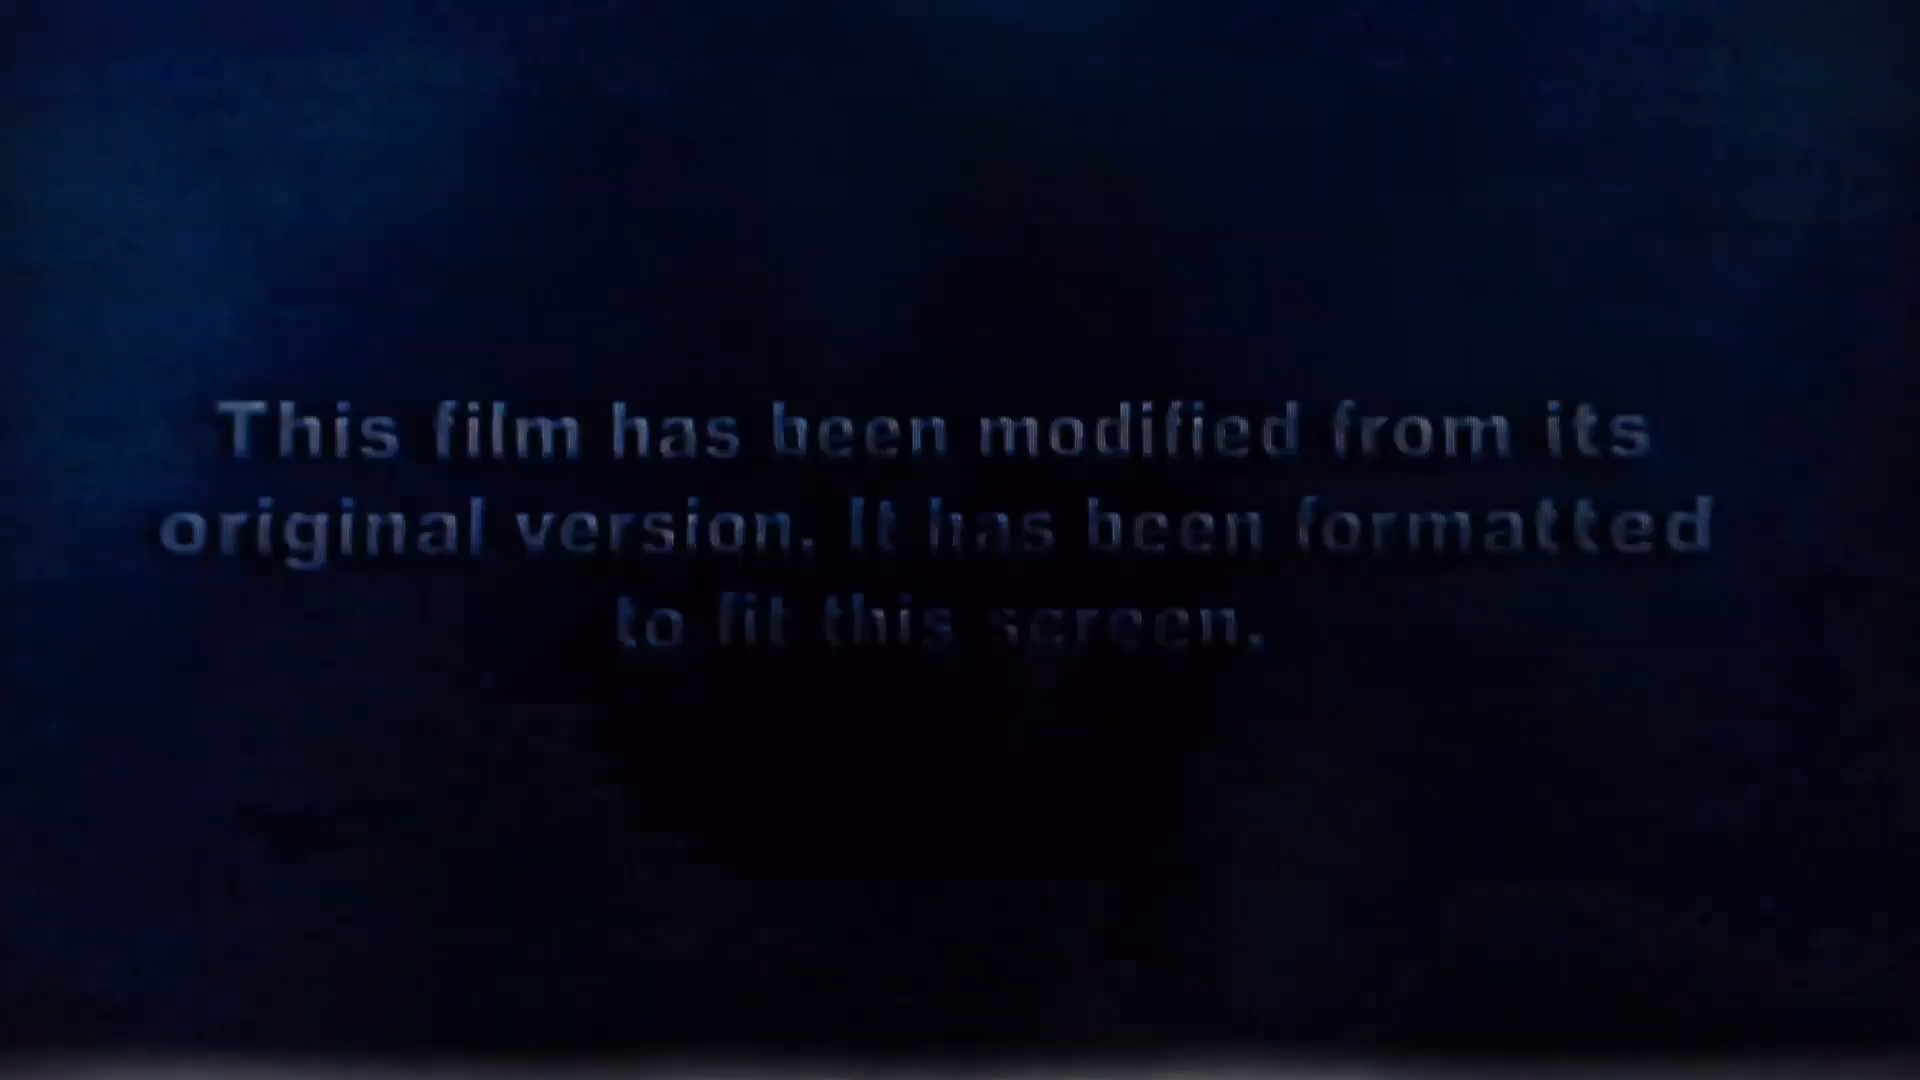 This film has been modified from its
original version. It has been formatted
to fit this screen.